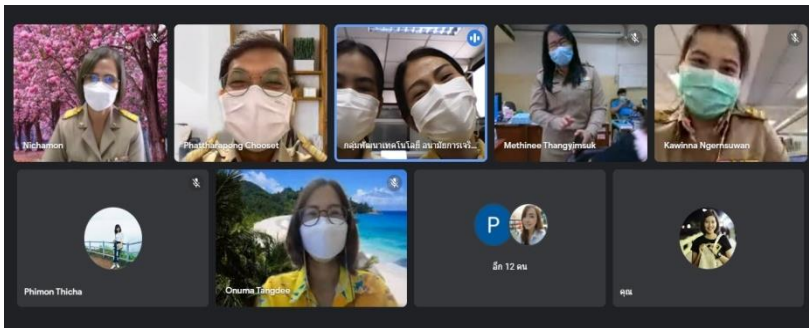 Nichamon
Phattharapong Chooset
กลุ่มพัฒนาเทคโนโลยี อนามัยการเจริ...
Methinee Thangyimsuk
Kawinna Ngernsuwan
Phimon Thicha
Onuma Tangdee
P
อีก 12 คน
คุณ